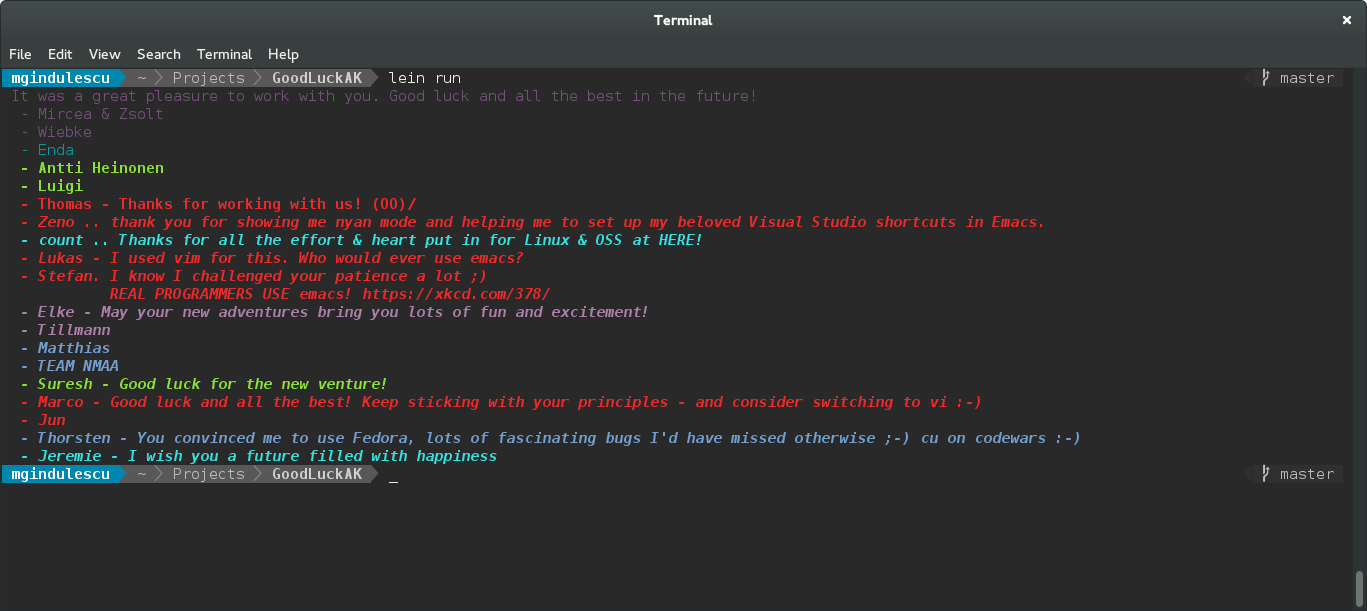 Terminal
File Edit View Search Terminal Help
mgindulescu ~ Projects GoodLuckAK lein run master
It was a great pleasure to work with you. Good luck and all the best in the future!
- Mircea & Zsolt
- Wiebke
- Enda
- Antti Heinonen
- Luigi
- Thomas - Thanks for working with us! (OO)/
- Zeno .. thank you for showing me nyan mode and helping me to set up my beloved Visual Studio shortcuts in Emacs.
- count .. Thanks for all the effort & heart put in for Linux & OSS at HERE!
- Lukas - I used vim for this. Who would ever use emacs?
- Stefan. I know I challenged your patience a lot ;)
REAL PROGRAMMERS USE emacs! https://xkcd.com/378/
- Elke - May your new adventures bring you lots of fun and excitement!
- Tillmann
- Matthias
- TEAM NMAA
- Suresh - Good luck for the new venture!
- Marco - Good luck and all the best! Keep sticking with your principles - and consider switching to vi :-)
- Jun
- Thorsten - You convinced me to use Fedora, lots of fascinating bugs I'd have missed otherwise ;-) cu on codewars :-)
- Jeremie - I wish you a future filled with happiness
mgindulescu ~ Projects GoodLuckAK _ master